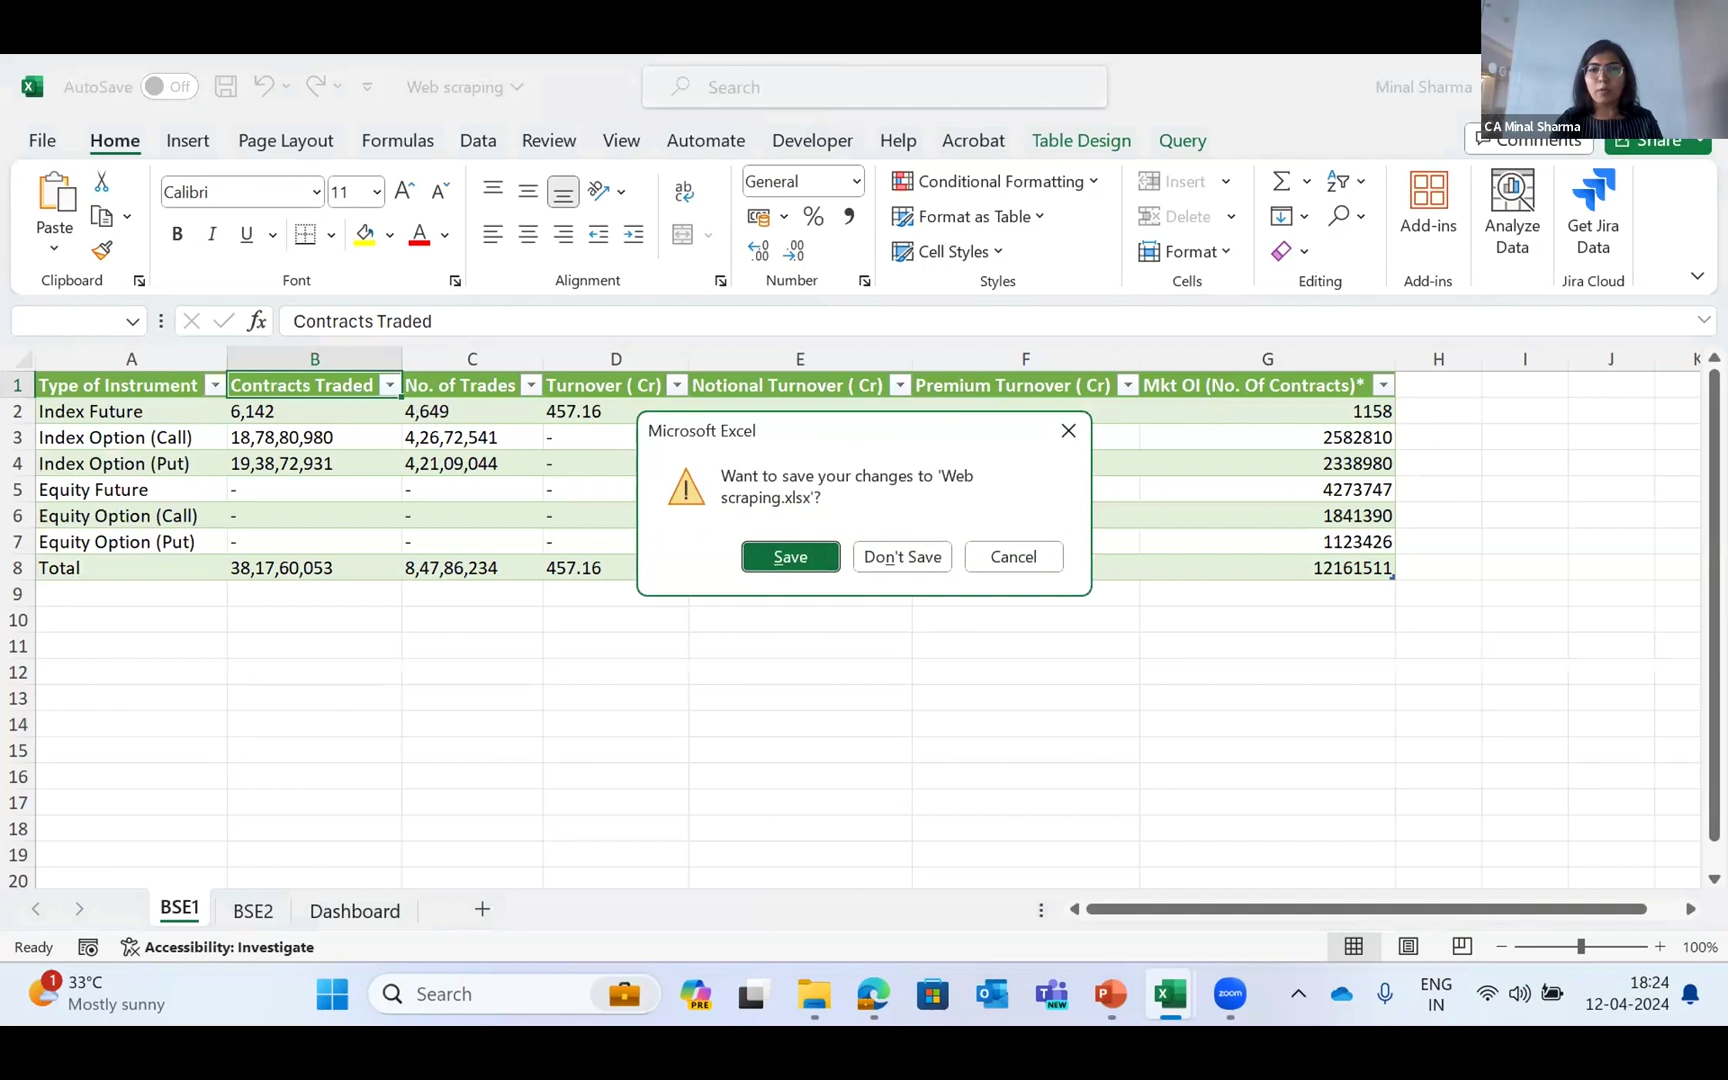 AutoSave Off Web scraping Search Minal Sharma
CA Minal Sharma
File Home Insert Page Layout Formulas Data Review View Automate Developer Help Acrobat Table Design Query Comments Share
Paste Calibri 11 General Conditional Formatting Insert
B I U A Format as Table Delete Add-ins Analyze Data Get Jira Data
Cell Styles Format
Clipboard Font Alignment Number Styles Cells Editing Add-ins Jira Cloud
fx Contracts Traded
A B C D E F G H I J K
1 Type of Instrument Contracts Traded No. of Trades Turnover ( Cr) Notional Turnover ( Cr) Premium Turnover ( Cr) Mkt OI (No. Of Contracts)*
2 Index Future 6,142 4,649 457.16 1158
3 Index Option (Call) 18,78,80,980 4,26,72,541 - 2582810
4 Index Option (Put) 19,38,72,931 4,21,09,044 - 2338980
5 Equity Future - - - 4273747
6 Equity Option (Call) - - - 1841390
7 Equity Option (Put) - - - 1123426
8 Total 38,17,60,053 8,47,86,234 457.16 12161511
9
10
11
12
13
14
15
16
17
18
19
20
Microsoft Excel
Want to save your changes to 'Web
scraping.xlsx'?
Save Don't Save Cancel
BSE1 BSE2 Dashboard
Ready Accessibility: Investigate 100%
1 33°C
Mostly sunny
Search PRE NEW zoom
ENG
IN
18:24
12-04-2024